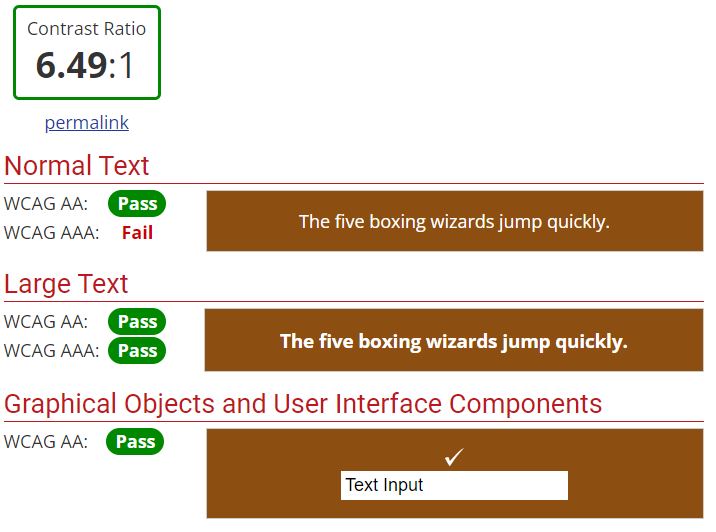 Contrast Ratio
6.49:1
permalink
Normal Text
WCAG AA: Pass
WCAG AAA: Fail
The five boxing wizards jump quickly.
Large Text
WCAG AA: Pass
WCAG AAA: Pass
The five boxing wizards jump quickly.
Graphical Objects and User Interface Components
WCAG AA: Pass
✓
Text Input